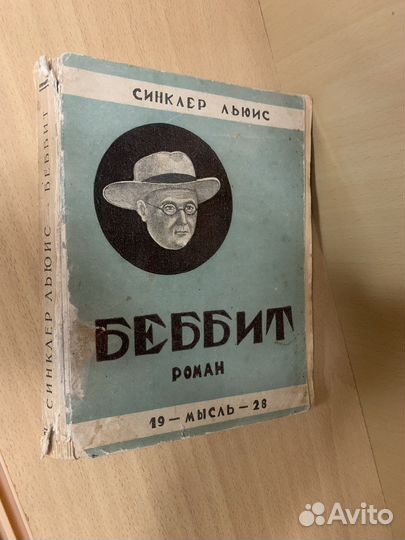 СИНКЛЕР ЛЬЮИС
БЕББИТ
РОМАН
19 — МЫСЛЬ — 28
СИНКЛЕР ЛЬЮИС БЕББИТ
Avito